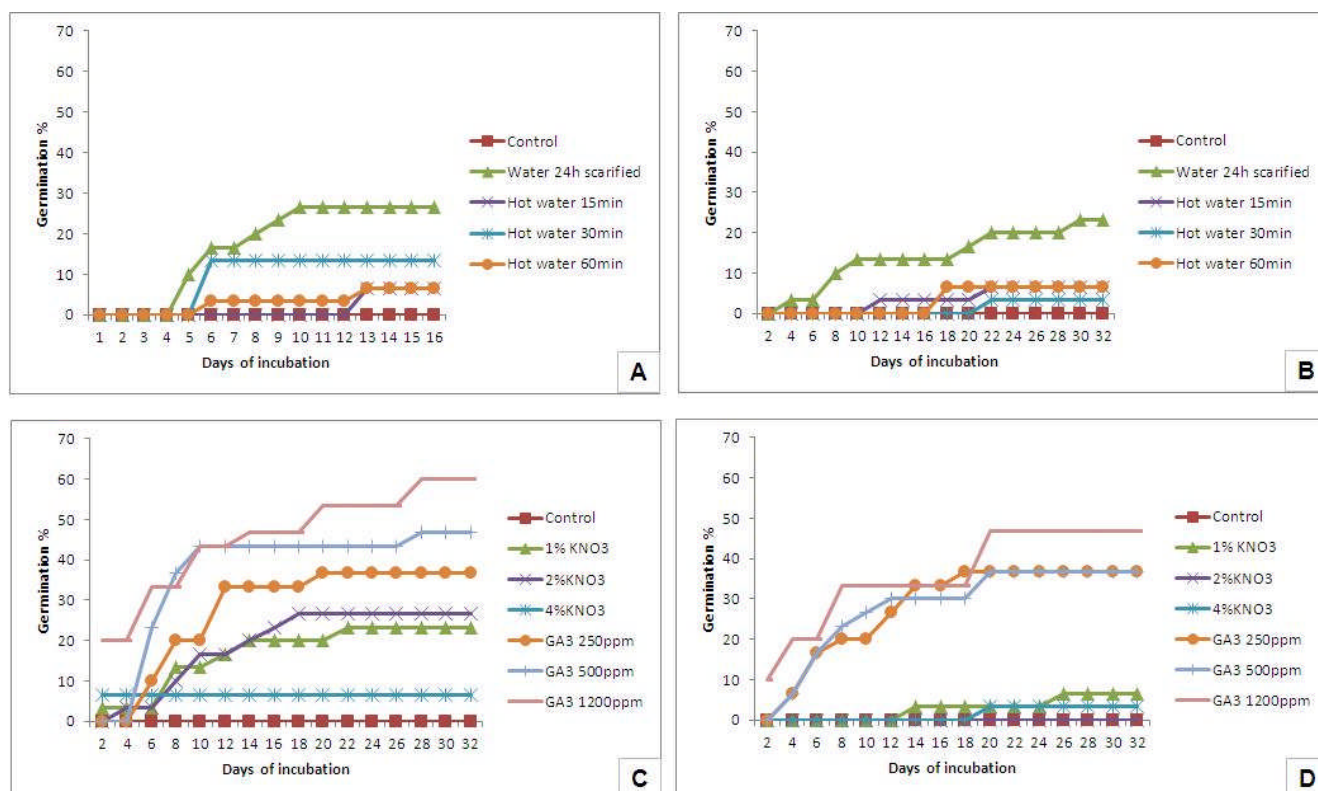 70
60
50
40
30
20
10
0
Germination %
1 2 3 4 5 6 7 8 9 10 11 12 13 14 15 16
Days of incubation
Control
Water 24h scarified
Hot water 15min
Hot water 30min
Hot water 60min
A
70
60
50
40
30
20
10
0
Germination %
2 4 6 8 10 12 14 16 18 20 22 24 26 28 30 32
Days of incubation
Control
Water 24h scarified
Hot water 15min
Hot water 30min
Hot water 60min
B
70
60
50
40
30
20
10
0
Germination %
2 4 6 8 10 12 14 16 18 20 22 24 26 28 30 32
Days of incubation
Control
1% KNO3
2%KNO3
4%KNO3
GA3 250ppm
GA3 500ppm
GA3 1200ppm
C
70
60
50
40
30
20
10
0
Germination %
2 4 6 8 10 12 14 16 18 20 22 24 26 28 30 32
Days of incubation
Control
1% KNO3
2%KNO3
4%KNO3
GA3 250ppm
GA3 500ppm
GA3 1200ppm
D